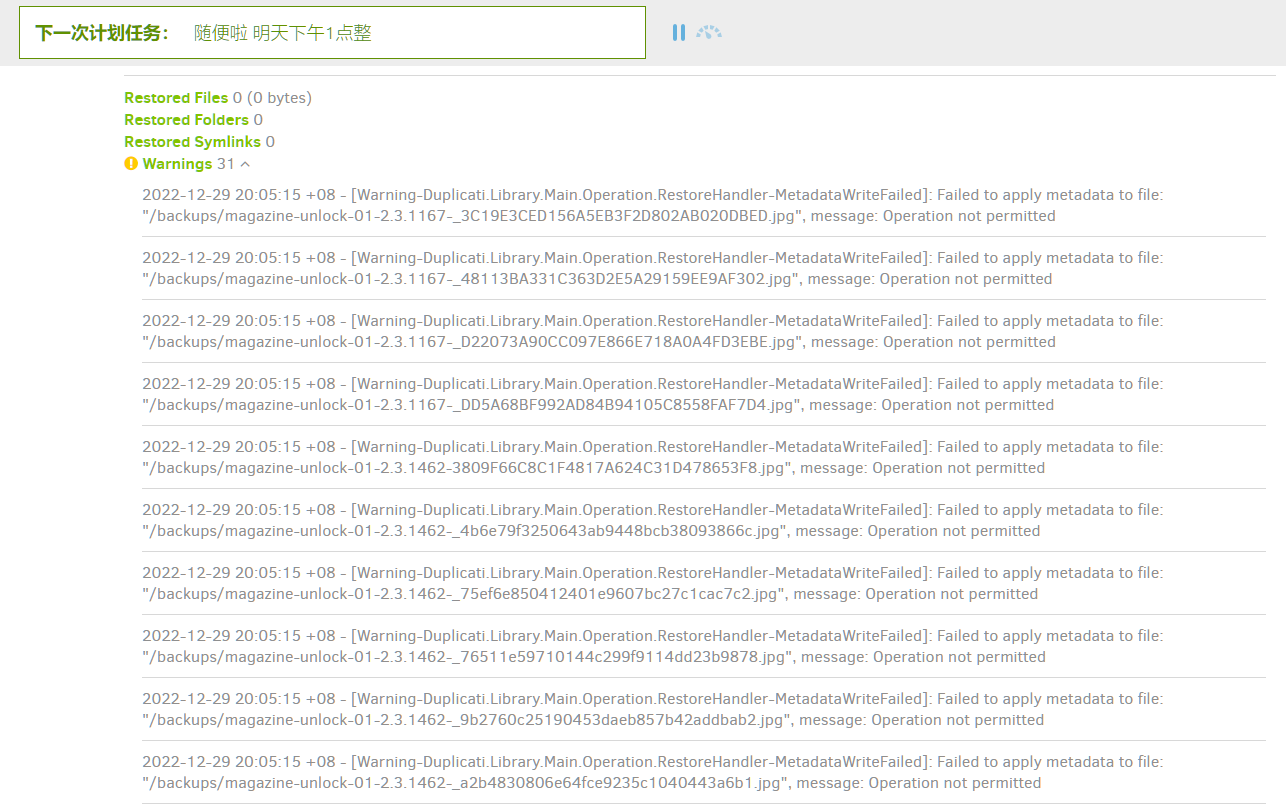 下一次计划任务： 随便啦 明天下午1点整
Restored Files 0 (0 bytes)
Restored Folders 0
Restored Symlinks 0
Warnings 31
2022-12-29 20:05:15 +08 - [Warning-Duplicati.Library.Main.Operation.RestoreHandler-MetadataWriteFailed]: Failed to apply metadata to file:
"/backups/magazine-unlock-01-2.3.1167-_3C19E3CED156A5EB3F2D802AB020DBED.jpg", message: Operation not permitted
2022-12-29 20:05:15 +08 - [Warning-Duplicati.Library.Main.Operation.RestoreHandler-MetadataWriteFailed]: Failed to apply metadata to file:
"/backups/magazine-unlock-01-2.3.1167-_48113BA331C363D2E5A29159EE9AF302.jpg", message: Operation not permitted
2022-12-29 20:05:15 +08 - [Warning-Duplicati.Library.Main.Operation.RestoreHandler-MetadataWriteFailed]: Failed to apply metadata to file:
"/backups/magazine-unlock-01-2.3.1167-_D22073A90CC097E866E718A0A4FD3EBE.jpg", message: Operation not permitted
2022-12-29 20:05:15 +08 - [Warning-Duplicati.Library.Main.Operation.RestoreHandler-MetadataWriteFailed]: Failed to apply metadata to file:
"/backups/magazine-unlock-01-2.3.1167-_DD5A68BF992AD84B94105C8558FAF7D4.jpg", message: Operation not permitted
2022-12-29 20:05:15 +08 - [Warning-Duplicati.Library.Main.Operation.RestoreHandler-MetadataWriteFailed]: Failed to apply metadata to file:
"/backups/magazine-unlock-01-2.3.1462-3809F66C8C1F4817A624C31D478653F8.jpg", message: Operation not permitted
2022-12-29 20:05:15 +08 - [Warning-Duplicati.Library.Main.Operation.RestoreHandler-MetadataWriteFailed]: Failed to apply metadata to file:
"/backups/magazine-unlock-01-2.3.1462-_4b6e79f3250643ab9448bcb38093866c.jpg", message: Operation not permitted
2022-12-29 20:05:15 +08 - [Warning-Duplicati.Library.Main.Operation.RestoreHandler-MetadataWriteFailed]: Failed to apply metadata to file:
"/backups/magazine-unlock-01-2.3.1462-_75ef6e850412401e9607bc27c1cac7c2.jpg", message: Operation not permitted
2022-12-29 20:05:15 +08 - [Warning-Duplicati.Library.Main.Operation.RestoreHandler-MetadataWriteFailed]: Failed to apply metadata to file:
"/backups/magazine-unlock-01-2.3.1462-_76511e59710144c299f9114dd23b9878.jpg", message: Operation not permitted
2022-12-29 20:05:15 +08 - [Warning-Duplicati.Library.Main.Operation.RestoreHandler-MetadataWriteFailed]: Failed to apply metadata to file:
"/backups/magazine-unlock-01-2.3.1462-_9b2760c25190453daeb857b42addbab2.jpg", message: Operation not permitted
2022-12-29 20:05:15 +08 - [Warning-Duplicati.Library.Main.Operation.RestoreHandler-MetadataWriteFailed]: Failed to apply metadata to file:
"/backups/magazine-unlock-01-2.3.1462-_a2b4830806e64fce9235c1040443a6b1.jpg", message: Operation not permitted